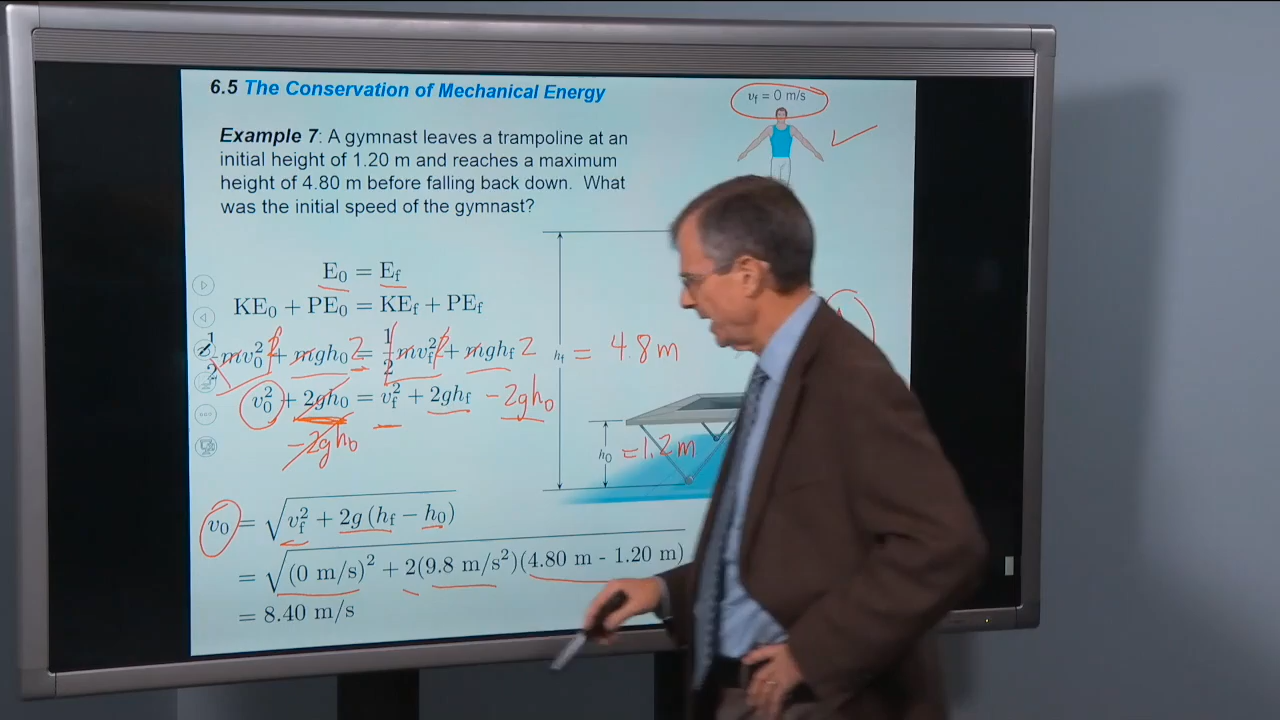 6.5 The Conservation of Mechanical Energy
v_f = 0 m/s
Example 7: A gymnast leaves a trampoline at an
initial height of 1.20 m and reaches a maximum
height of 4.80 m before falling back down. What
was the initial speed of the gymnast?
E₀ = E_f
KE₀ + PE₀ = KE_f + PE_f
½mv₀² + mgh₀ 2 = ½mv_f² + mgh_f 2
h_f = 4.8 m
v₀² + 2gh₀ = v_f² + 2gh_f - 2gh₀
-2gh₀
h₀ = 1.2 m
v₀ = √(v_f² + 2g(h_f − h₀))
= √((0 m/s)² + 2(9.8 m/s²)(4.80 m - 1.20 m))
= 8.40 m/s